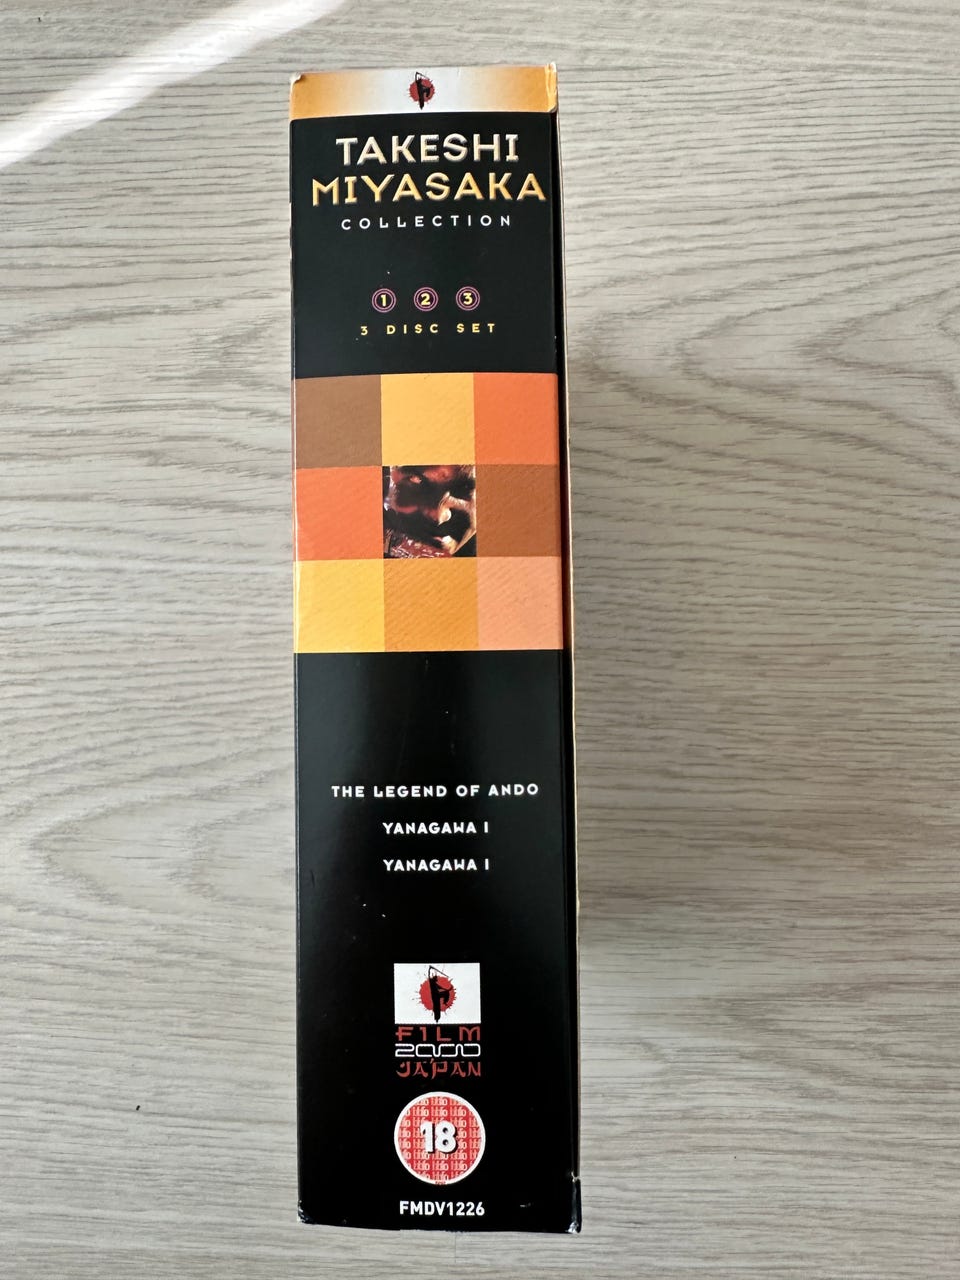 TAKESHI
MIYASAKA
COLLECTION
1 2 3
3 DISC SET
THE LEGEND OF ANDO
YANAGAWA I
YANAGAWA I
FILM
2000
JAPAN
18
FMDV1226